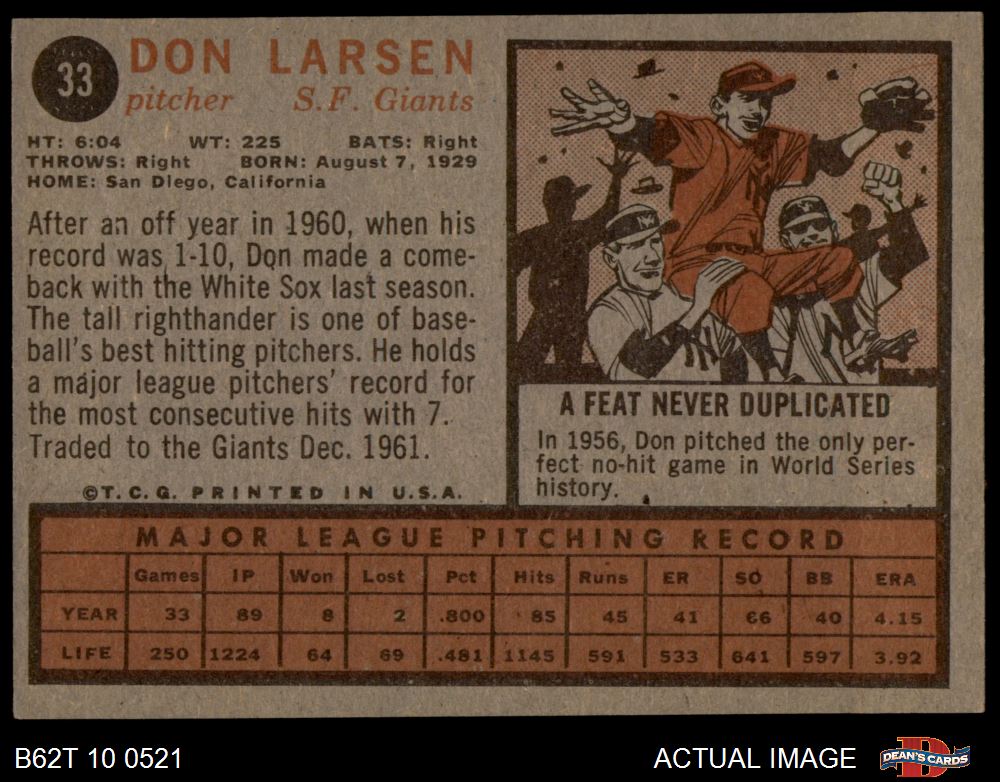 33
DON LARSEN
pitcher S.F. Giants
HT: 6:04 WT: 225 BATS: Right
THROWS: Right BORN: August 7, 1929
HOME: San Diego, California
After an off year in 1960, when his
record was 1-10, Don made a come-
back with the White Sox last season.
The tall righthander is one of base-
ball's best hitting pitchers. He holds
a major league pitchers' record for
the most consecutive hits with 7.
Traded to the Giants Dec. 1961.
©T.C.G. PRINTED IN U.S.A.
A FEAT NEVER DUPLICATED
In 1956, Don pitched the only per-
fect no-hit game in World Series
history.
MAJOR LEAGUE PITCHING RECORD
Games IP Won Lost Pct Hits Runs ER SO BB ERA
YEAR 33 89 8 2 .800 85 45 41 66 40 4.15
LIFE 250 1224 64 69 .481 1145 591 533 641 597 3.92
B62T 10 0521 ACTUAL IMAGE DEAN'S CARDS